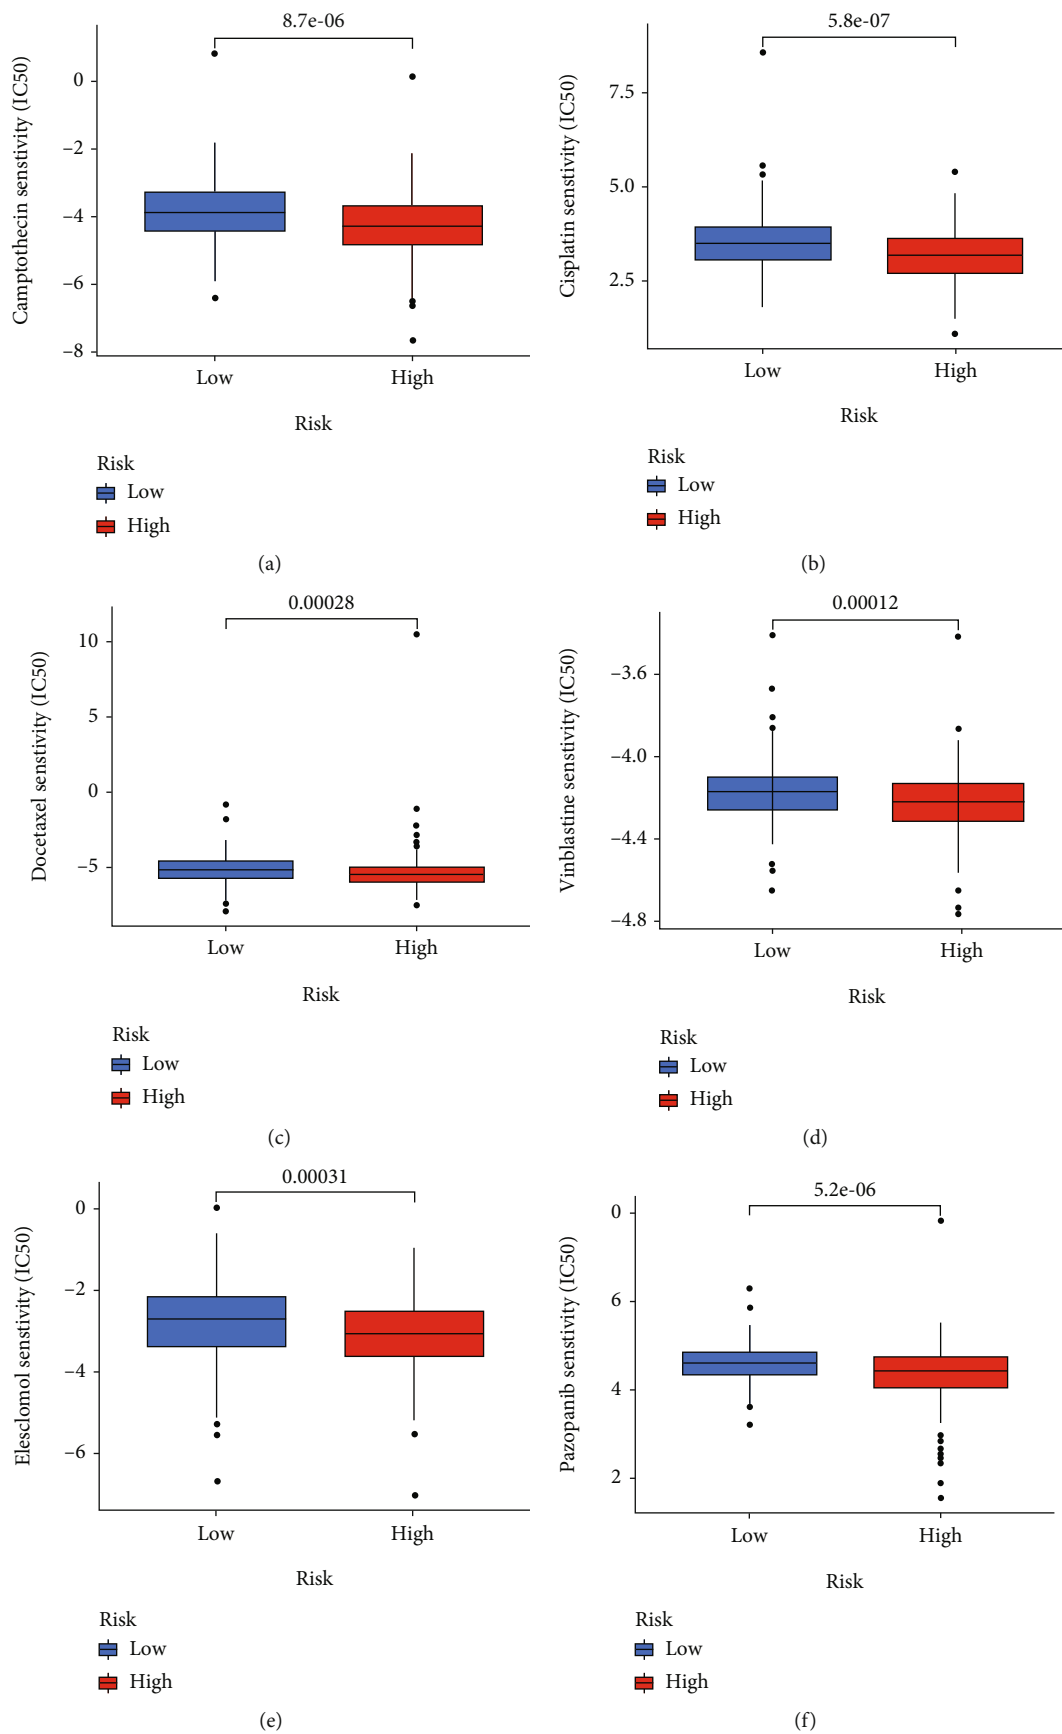 8.7e-06
Camptothecin senstivity (IC50)
0
−2
−4
−6
−8
Low
High
Risk
Risk
Low
High
(a)
5.8e-07
Cisplatin senstivity (IC50)
7.5
5.0
2.5
Low
High
Risk
Risk
Low
High
(b)
0.00028
Docetaxel senstivity (IC50)
10
5
0
−5
Low
High
Risk
Risk
Low
High
(c)
0.00012
Vinblastine senstivity (IC50)
−3.6
−4.0
−4.4
−4.8
Low
High
Risk
Risk
Low
High
(d)
0.00031
Elesclomol senstivity (IC50)
0
−2
−4
−6
Low
High
Risk
Risk
Low
High
(e)
5.2e-06
Pazopanib senstivity (IC50)
0
6
4
2
Low
High
Risk
Risk
Low
High
(f)